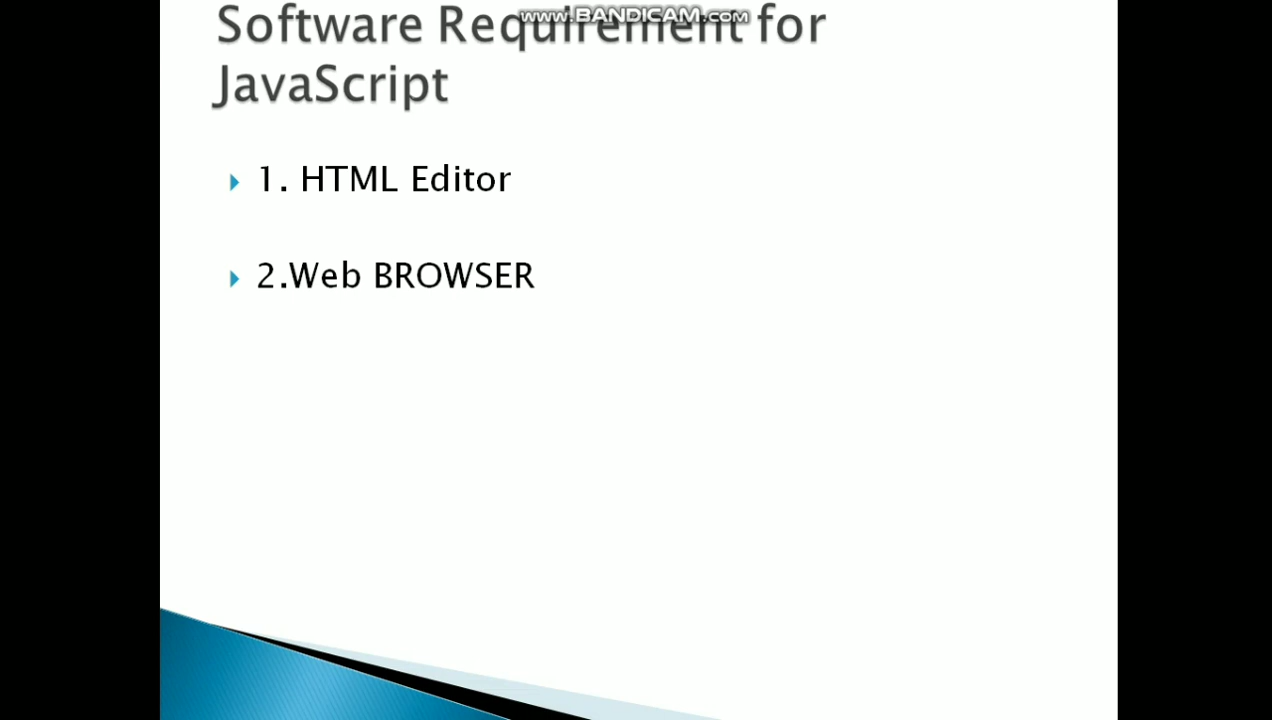 www.BANDICAM.com
Software Requirement for
JavaScript
1. HTML Editor
2.Web BROWSER